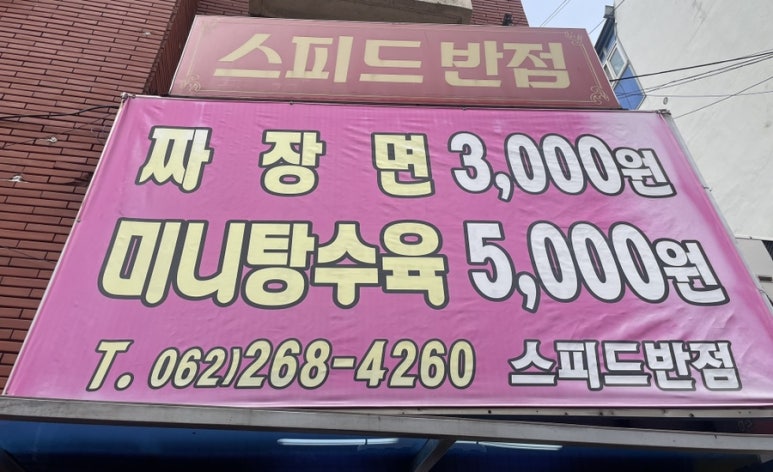 스피드 반점
짜장면 3,000원
미니탕수육 5,000원
T. 062)268-4260 스피드반점